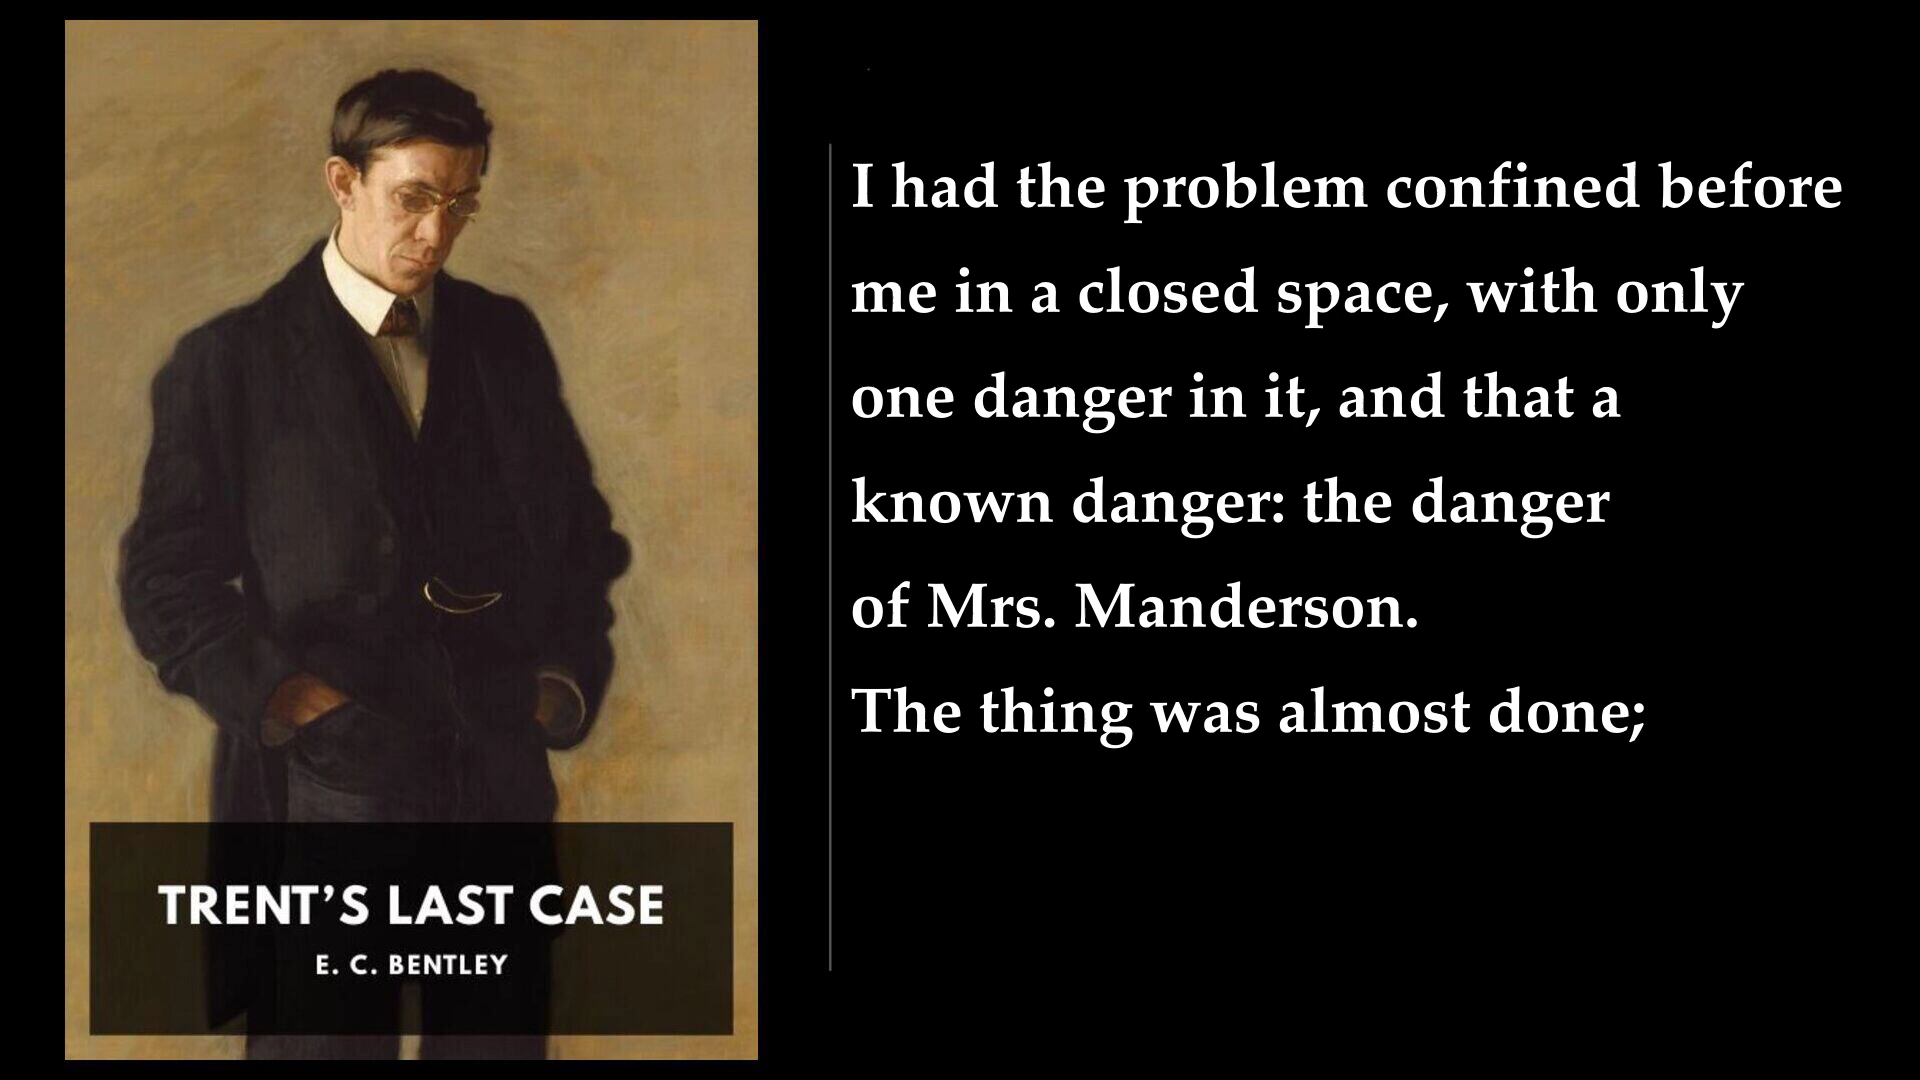 TRENT’S LAST CASE
E. C. BENTLEY
I had the problem confined before
me in a closed space, with only
one danger in it, and that a
known danger: the danger
of Mrs. Manderson.
The thing was almost done;